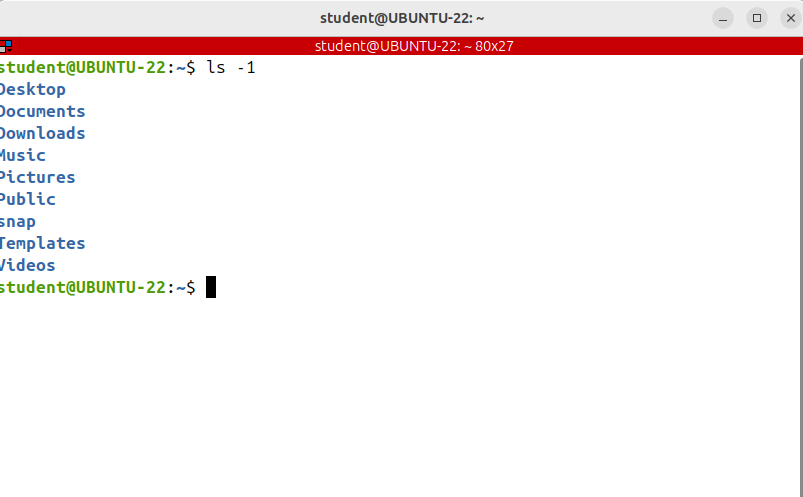 student@UBUNTU-22: ~
student@UBUNTU-22: ~ 80x27
student@UBUNTU-22:~$ ls -1
Desktop
Documents
Downloads
Music
Pictures
Public
snap
Templates
Videos
student@UBUNTU-22:~$